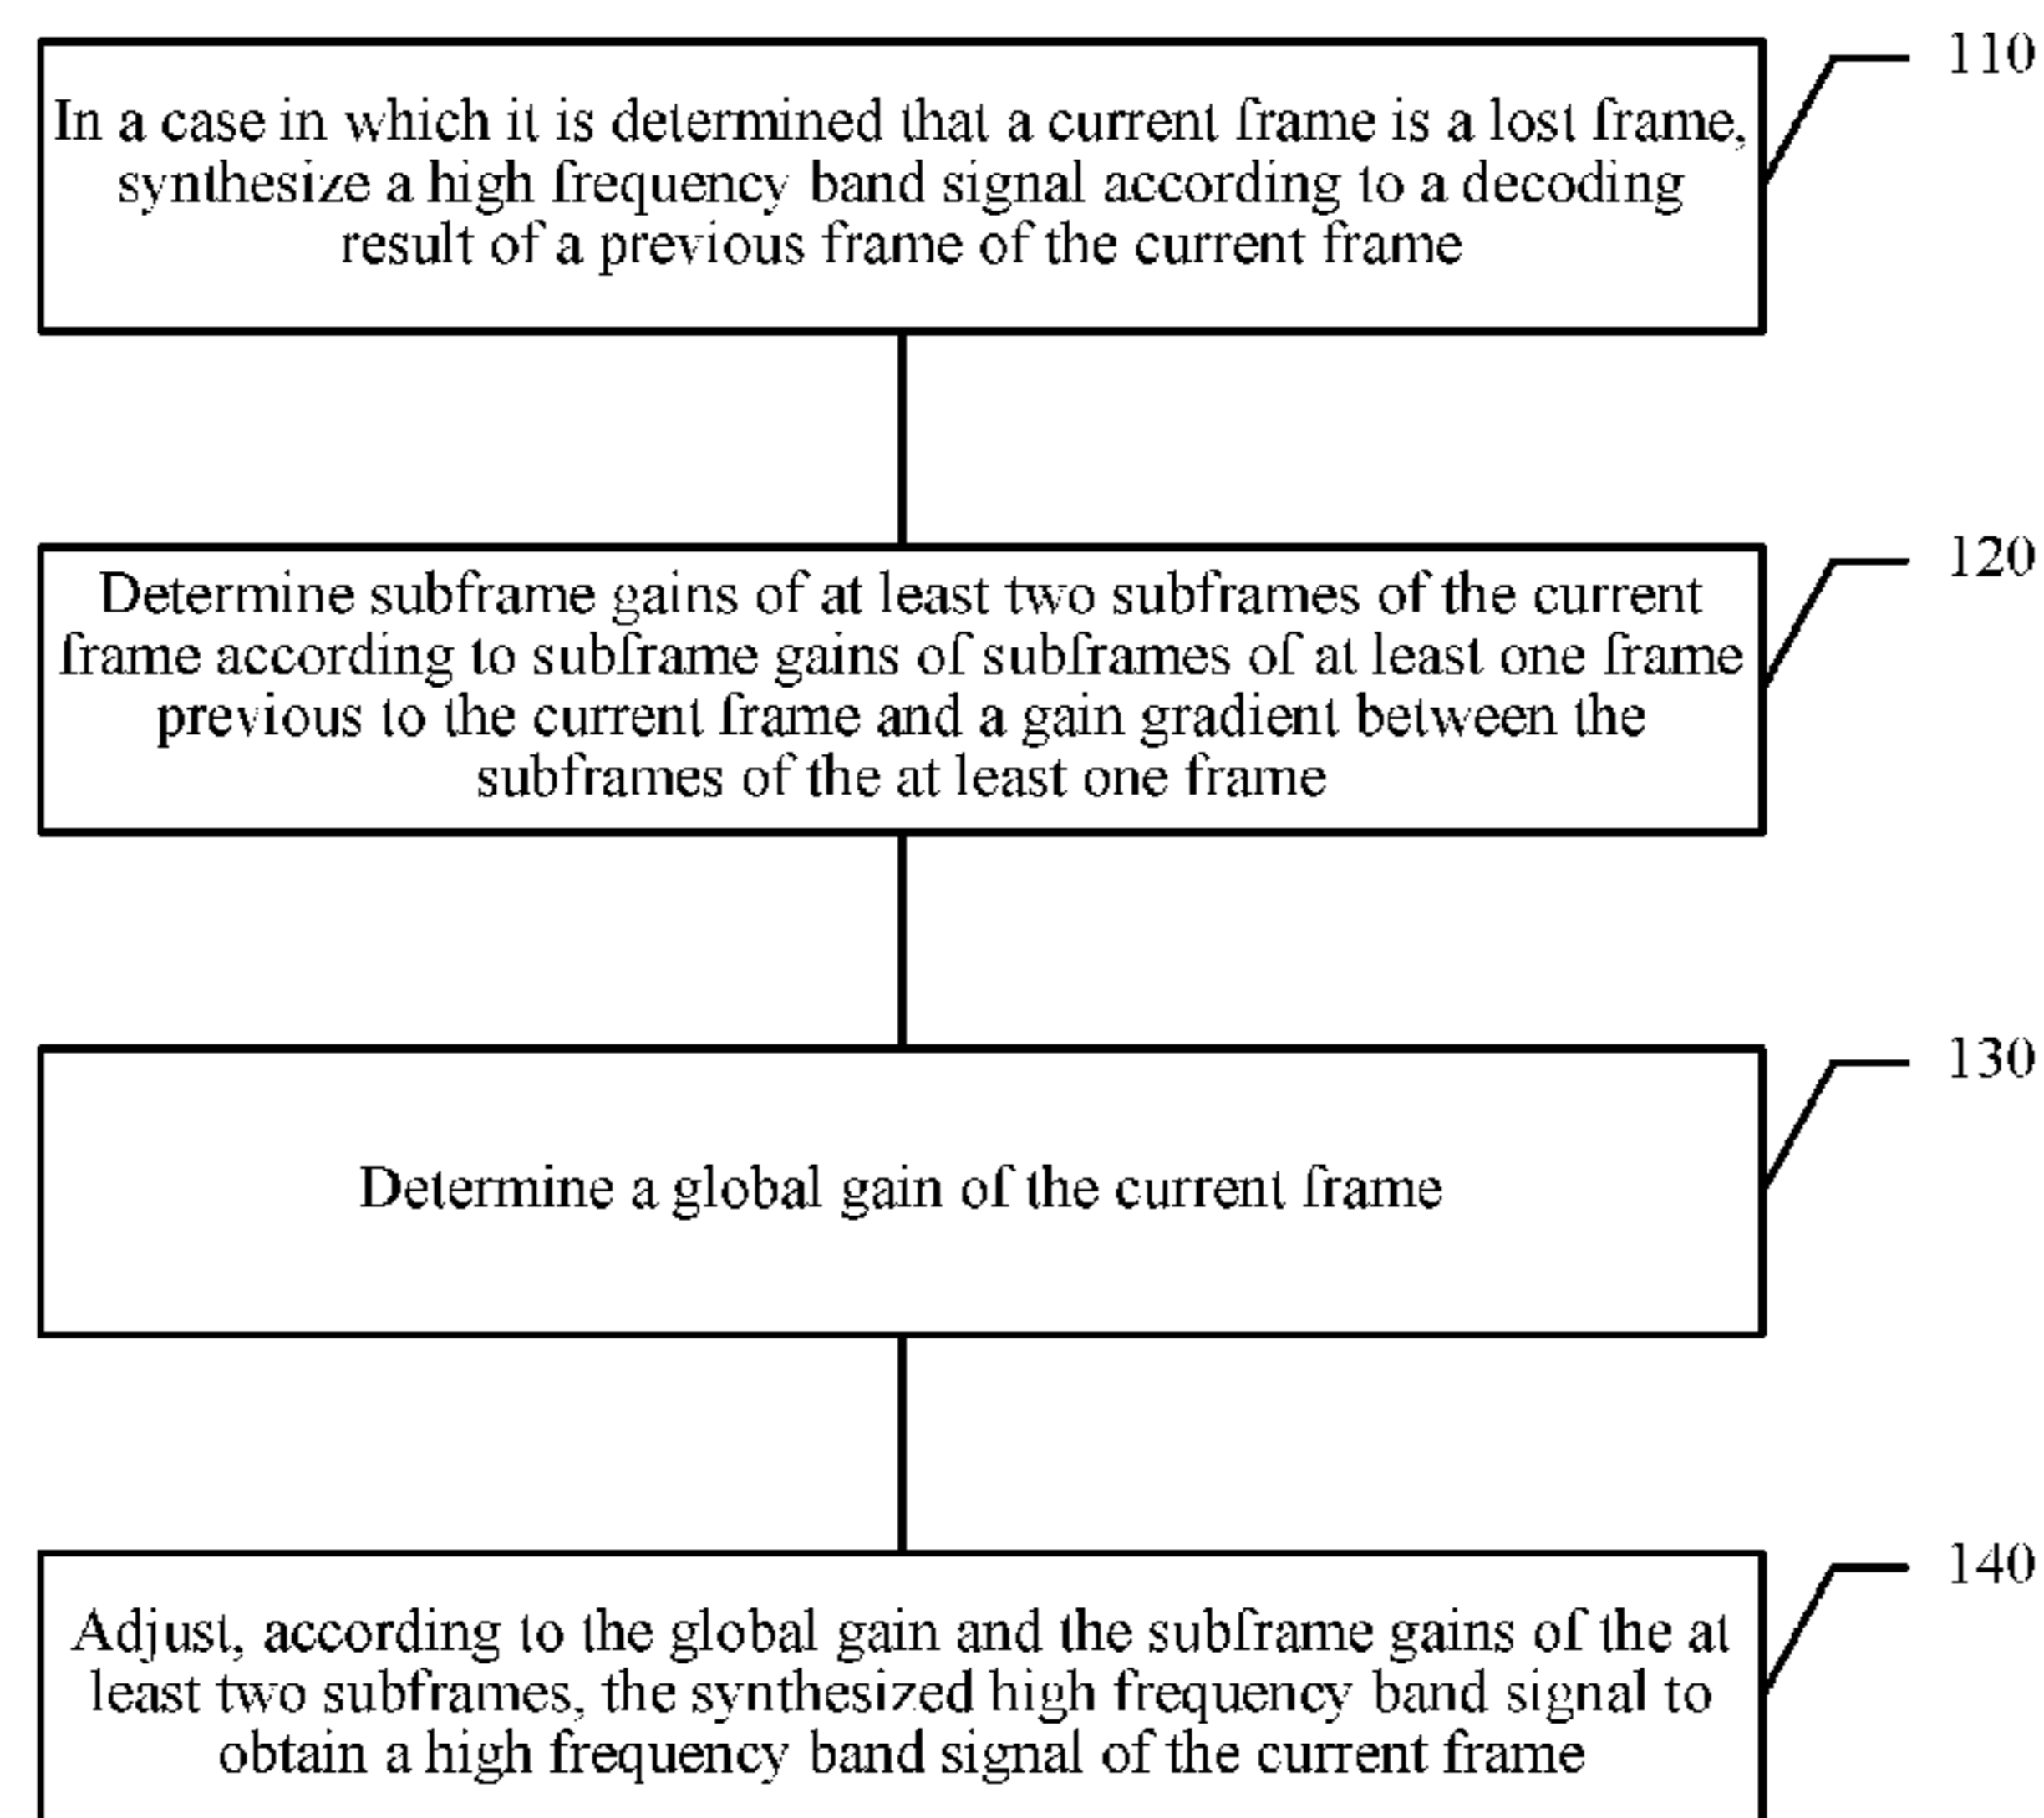 110
In a case in which it is determined that a current frame is a lost frame,
synthesize a high frequency band signal according to a decoding
result of a previous frame of the current frame
120
Determine subframe gains of at least two subframes of the current
frame according to subframe gains of subframes of at least one frame
previous to the current frame and a gain gradient between the
subframes of the at least one frame
130
Determine a global gain of the current frame
140
Adjust, according to the global gain and the subframe gains of the at
least two subframes, the synthesized high frequency band signal to
obtain a high frequency band signal of the current frame